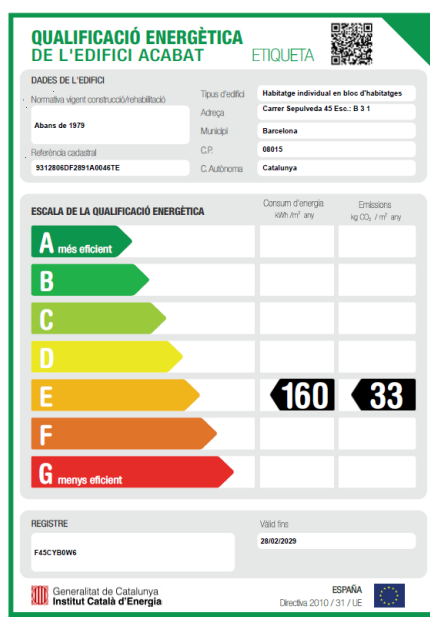 QUALIFICACIÓ ENERGÈTICA
DE L'EDIFICI ACABAT ETIQUETA
DADES DE L'EDIFICI
Normativa vigent construcció/rehabilitació
Abans de 1979
Referència cadastral
9312806DF2891A0046TE
Tipus d'edifici Habitatge individual en bloc d'habitatges
Adreça Carrer Sepulveda 45 Esc.: B 3 1
Municipi Barcelona
C.P. 08015
C. Autònoma Catalunya
ESCALA DE LA QUALIFICACIÓ ENERGÈTICA
Consum d'energia
kWh /m² any
Emissions
kg CO₂ / m² any
A més eficient
B
C
D
E 160 33
F
G menys eficient
REGISTRE
F45CYB0W6
Vàlid fins
28/02/2029
Generalitat de Catalunya
Institut Català d'Energia
ESPAÑA
Directiva 2010 / 31 / UE